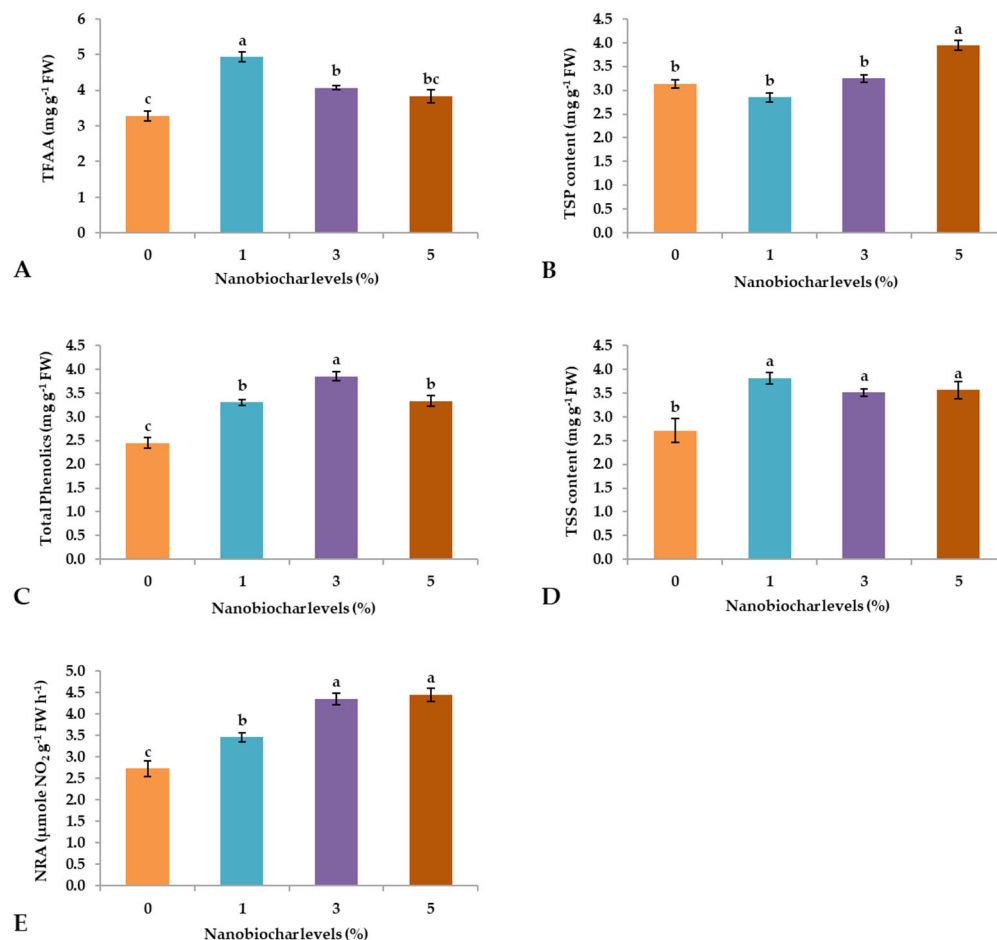 6
5
4
3
2
1
0
TFAA (mg g⁻¹ FW)
c
a
b
bc
0 1 3 5
Nanobiochar levels (%)
A
4.5
4.0
3.5
3.0
2.5
2.0
1.5
1.0
0.5
0.0
TSP content (mg g⁻¹ FW)
b
b
b
a
0 1 3 5
Nanobiochar levels (%)
B
4.5
4.0
3.5
3.0
2.5
2.0
1.5
1.0
0.5
0.0
Total Phenolics (mg g⁻¹ FW)
c
b
a
b
0 1 3 5
Nanobiochar levels (%)
C
4.5
4.0
3.5
3.0
2.5
2.0
1.5
1.0
0.5
0.0
TSS content (mg g⁻¹ FW)
b
a
a
a
0 1 3 5
Nanobiochar levels (%)
D
5.0
4.5
4.0
3.5
3.0
2.5
2.0
1.5
1.0
0.5
0.0
NRA (µmole NO₂ g⁻¹ FW h⁻¹)
c
b
a
a
0 1 3 5
Nanobiochar levels (%)
E